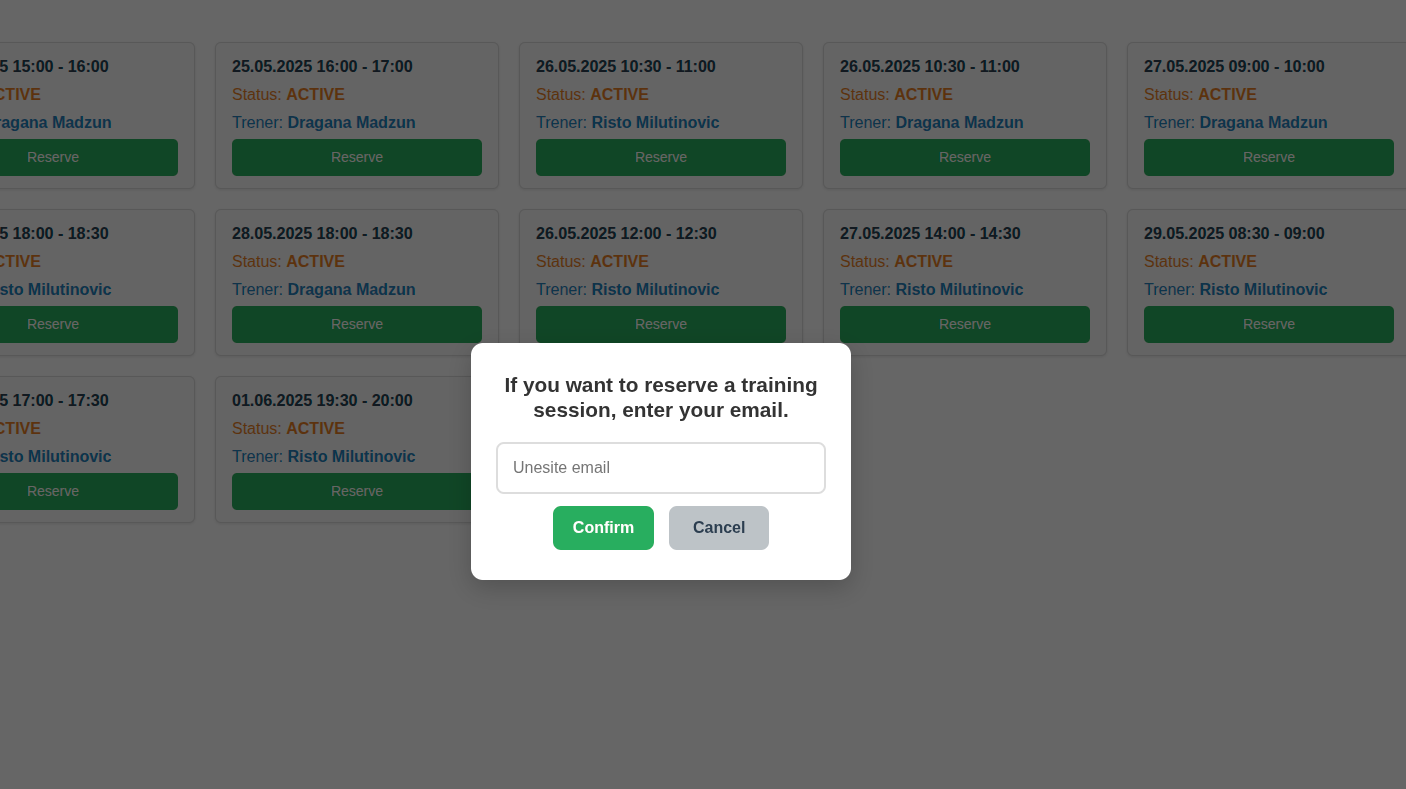 5 15:00 - 16:00
CTIVE
ragana Madzun
Reserve
25.05.2025 16:00 - 17:00
Status: ACTIVE
Trener: Dragana Madzun
Reserve
26.05.2025 10:30 - 11:00
Status: ACTIVE
Trener: Risto Milutinovic
Reserve
26.05.2025 10:30 - 11:00
Status: ACTIVE
Trener: Dragana Madzun
Reserve
27.05.2025 09:00 - 10:00
Status: ACTIVE
Trener: Dragana Madzun
Reserve
5 18:00 - 18:30
CTIVE
sto Milutinovic
Reserve
28.05.2025 18:00 - 18:30
Status: ACTIVE
Trener: Dragana Madzun
Reserve
26.05.2025 12:00 - 12:30
Status: ACTIVE
Trener: Risto Milutinovic
Reserve
27.05.2025 14:00 - 14:30
Status: ACTIVE
Trener: Risto Milutinovic
Reserve
29.05.2025 08:30 - 09:00
Status: ACTIVE
Trener: Risto Milutinovic
Reserve
5 17:00 - 17:30
CTIVE
sto Milutinovic
Reserve
01.06.2025 19:30 - 20:00
Status: ACTIVE
Trener: Risto Milutinovic
Reserve
If you want to reserve a training
session, enter your email.
Unesite email
Confirm
Cancel